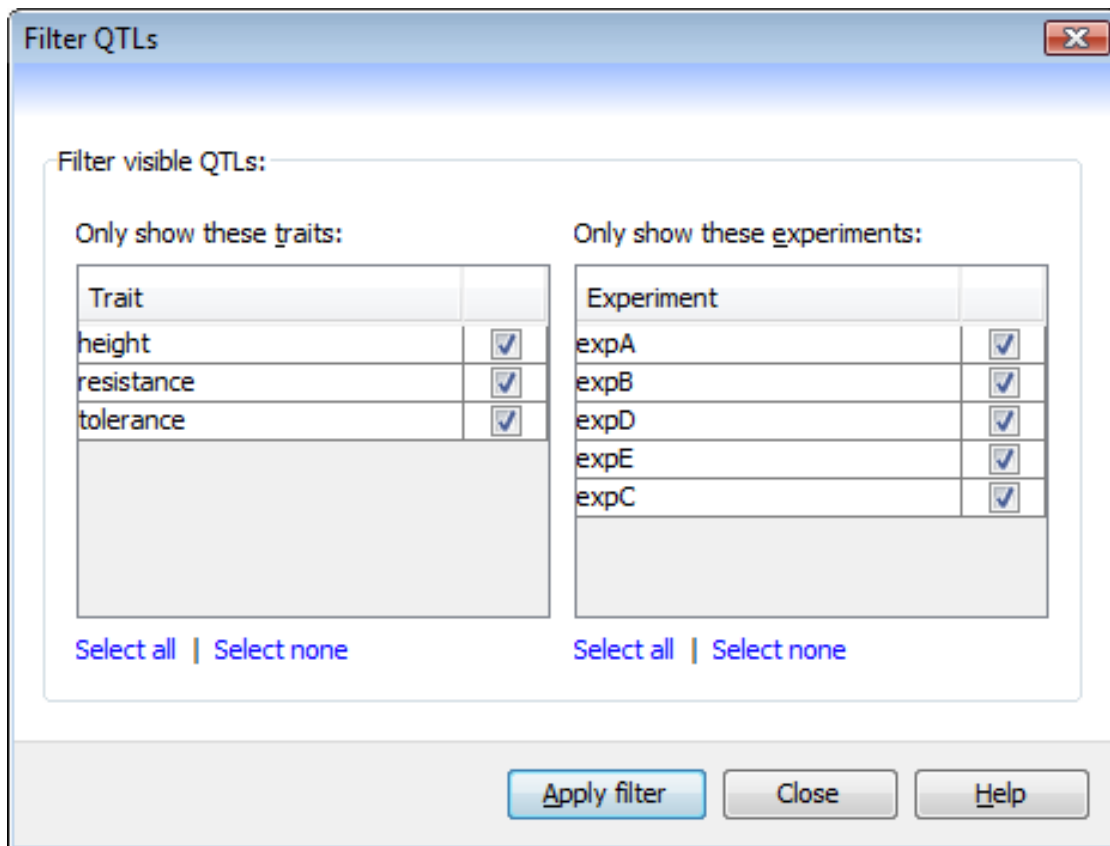 Filter QTLs
Filter visible QTLs:
Only show these traits:
Trait
height
resistance
tolerance
Select all | Select none
Only show these experiments:
Experiment
expA
expB
expD
expE
expC
Select all | Select none
Apply filter
Close
Help